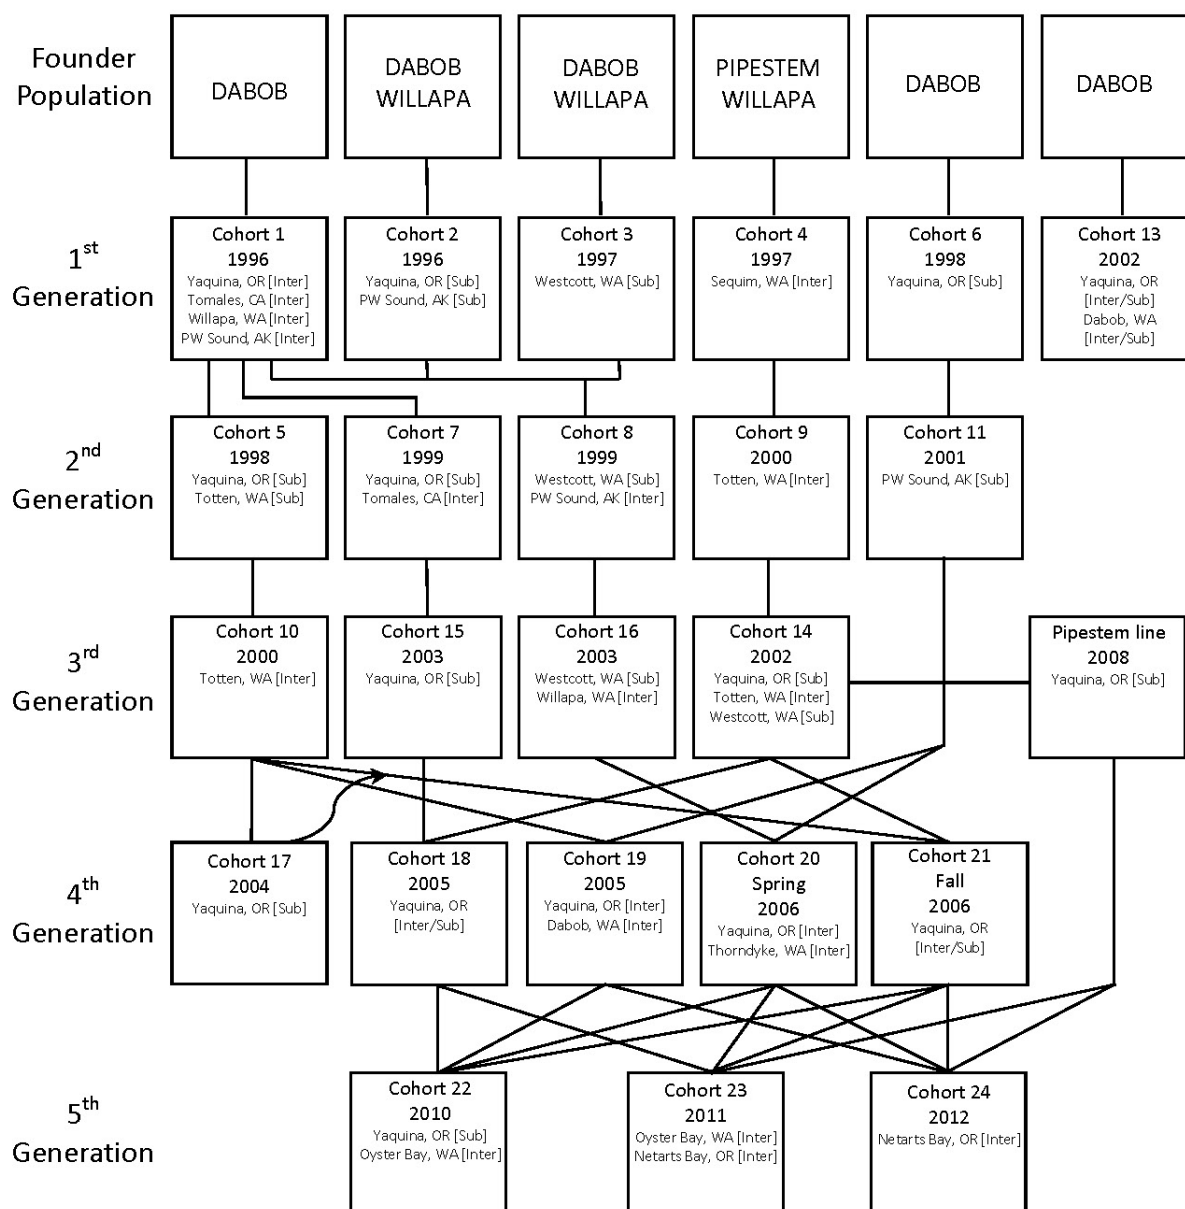 Founder
Population
DABOB
DABOB
WILLAPA
DABOB
WILLAPA
PIPESTEM
WILLAPA
DABOB
DABOB
1st
Generation
Cohort 1
1996
Yaquina, OR [Inter]
Tomales, CA [Inter]
Willapa, WA [Inter]
PW Sound, AK [Inter]
Cohort 2
1996
Yaquina, OR [Sub]
PW Sound, AK [Sub]
Cohort 3
1997
Westcott, WA [Sub]
Cohort 4
1997
Sequim, WA [Inter]
Cohort 6
1998
Yaquina, OR [Sub]
Cohort 13
2002
Yaquina, OR
[Inter/Sub]
Dabob, WA
[Inter/Sub]
2nd
Generation
Cohort 5
1998
Yaquina, OR [Sub]
Totten, WA [Sub]
Cohort 7
1999
Yaquina, OR [Sub]
Tomales, CA [Inter]
Cohort 8
1999
Westcott, WA [Sub]
PW Sound, AK [Inter]
Cohort 9
2000
Totten, WA [Inter]
Cohort 11
2001
PW Sound, AK [Sub]
3rd
Generation
Cohort 10
2000
Totten, WA [Inter]
Cohort 15
2003
Yaquina, OR [Sub]
Cohort 16
2003
Westcott, WA [Sub]
Willapa, WA [Inter]
Cohort 14
2002
Yaquina, OR [Sub]
Totten, WA [Inter]
Westcott, WA [Sub]
Pipestem line
2008
Yaquina, OR [Sub]
4th
Generation
Cohort 17
2004
Yaquina, OR [Sub]
Cohort 18
2005
Yaquina, OR
[Inter/Sub]
Cohort 19
2005
Yaquina, OR [Inter]
Dabob, WA [Inter]
Cohort 20
Spring
2006
Yaquina, OR [Inter]
Thorndyke, WA [Inter]
Cohort 21
Fall
2006
Yaquina, OR
[Inter/Sub]
5th
Generation
Cohort 22
2010
Yaquina, OR [Sub]
Oyster Bay, WA [Inter]
Cohort 23
2011
Oyster Bay, WA [Inter]
Netarts Bay, OR [Inter]
Cohort 24
2012
Netarts Bay, OR [Inter]